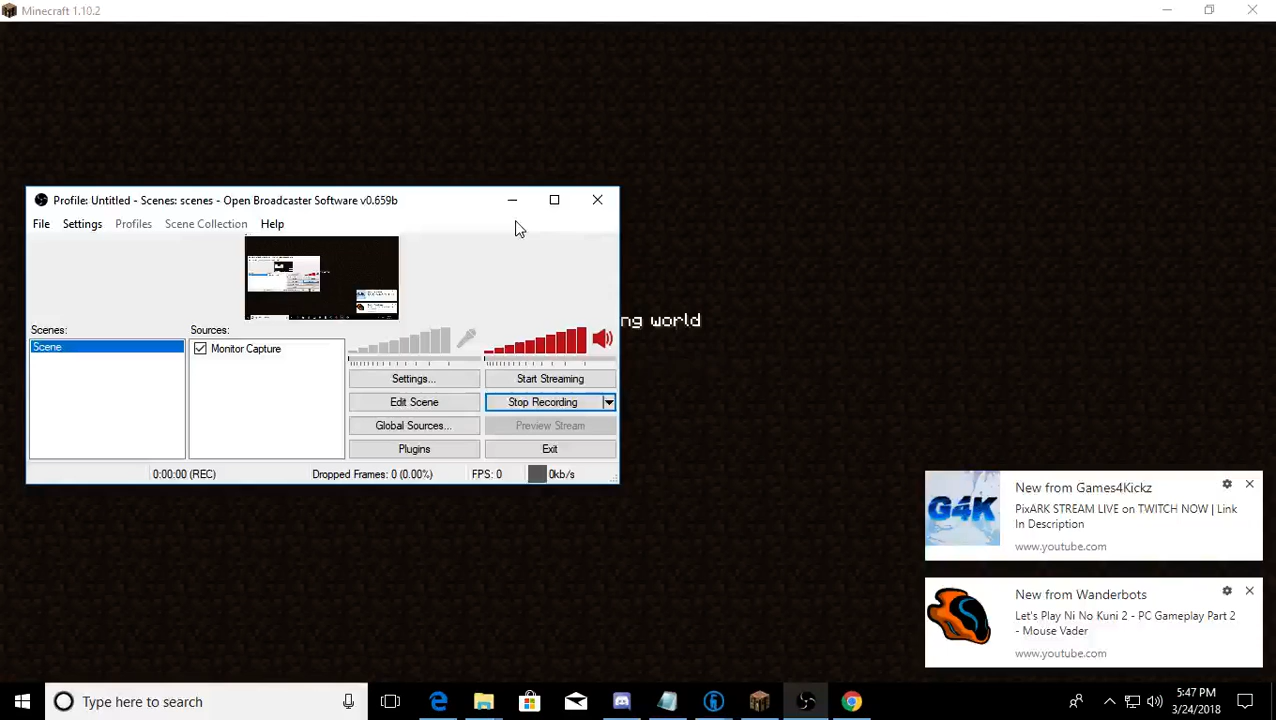 Minecraft 1.10.2
Profile: Untitled - Scenes: scenes - Open Broadcaster Software v0.659b
File Settings Profiles Scene Collection Help
ng world
Scenes:
Sources:
Scene
Monitor Capture
Settings...
Start Streaming
Edit Scene
Stop Recording
Global Sources...
Preview Stream
Plugins
Exit
0:00:00 (REC)
Dropped Frames: 0 (0.00%)
FPS: 0
0kb/s
G4K
New from Games4Kickz
PixARK STREAM LIVE on TWITCH NOW | Link
In Description
www.youtube.com
New from Wanderbots
Let's Play Ni No Kuni 2 - PC Gameplay Part 2
- Mouse Vader
www.youtube.com
Type here to search
5:47 PM
3/24/2018